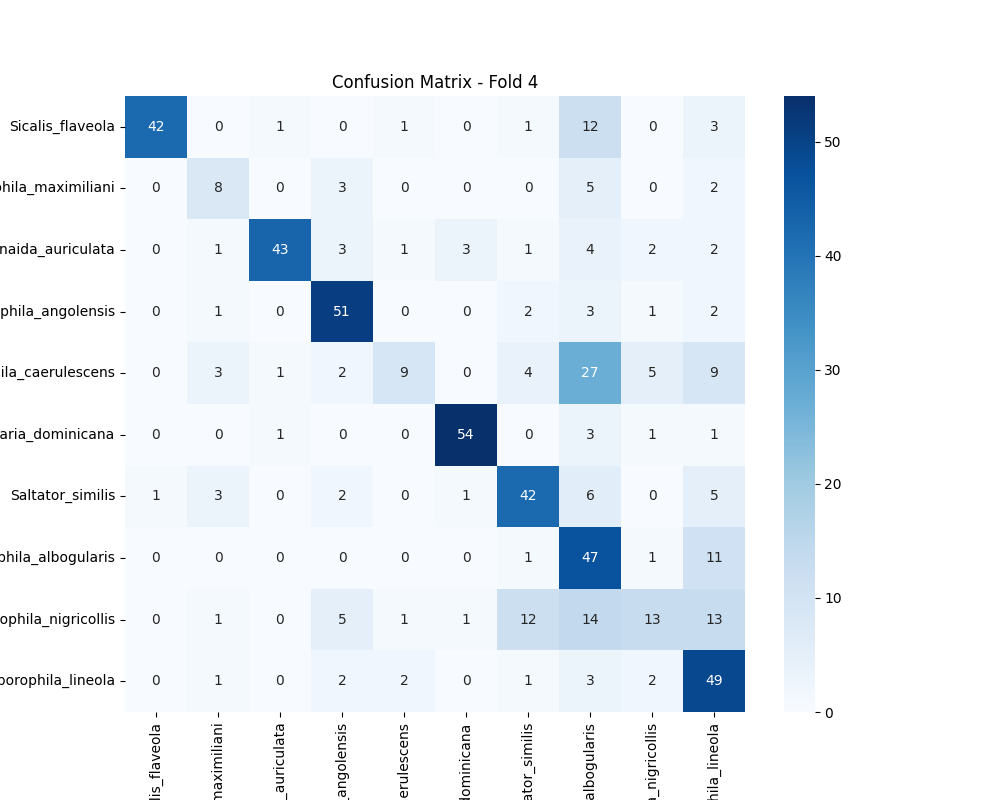 Confusion Matrix - Fold 4
Sicalis_flaveola 42 0 1 0 1 0 1 12 0 3
hila_maximiliani 0 8 0 3 0 0 0 5 0 2
naida_auriculata 0 1 43 3 1 3 1 4 2 2
phila_angolensis 0 1 0 51 0 0 2 3 1 2
ila_caerulescens 0 3 1 2 9 0 4 27 5 9
aria_dominicana 0 0 1 0 0 54 0 3 1 1
Saltator_similis 1 3 0 2 0 1 42 6 0 5
phila_albogularis 0 0 0 0 0 0 1 47 1 11
ophila_nigricollis 0 1 0 5 1 1 12 14 13 13
porophila_lineola 0 1 0 2 2 0 1 3 2 49
lis_flaveola
maximiliani
_auriculata
_angolensis
erulescens
dominicana
ator_similis
albogularis
a_nigricollis
hila_lineola
50
40
30
20
10
0